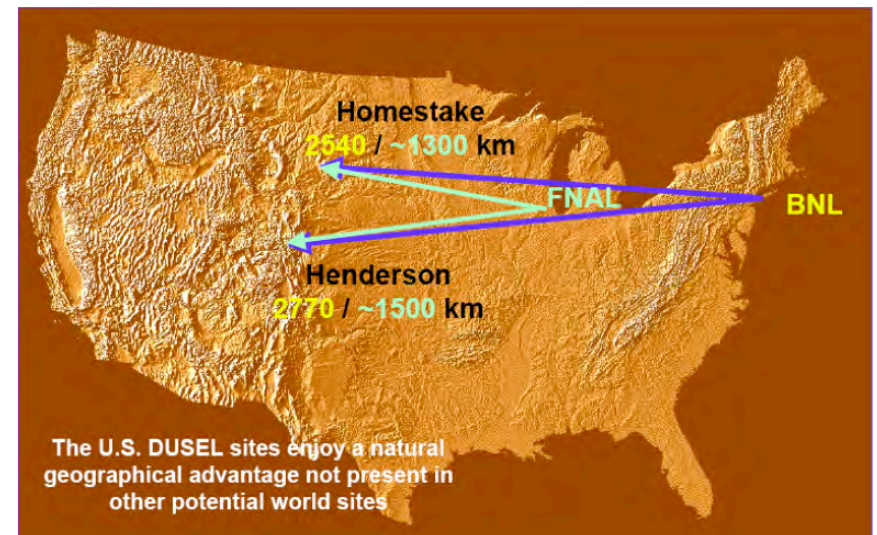 Homestake
2540 / ~1300 km
FNAL
BNL
Henderson
2770 / ~1500 km
The U.S. DUSEL sites enjoy a natural
geographical advantage not present in
other potential world sites